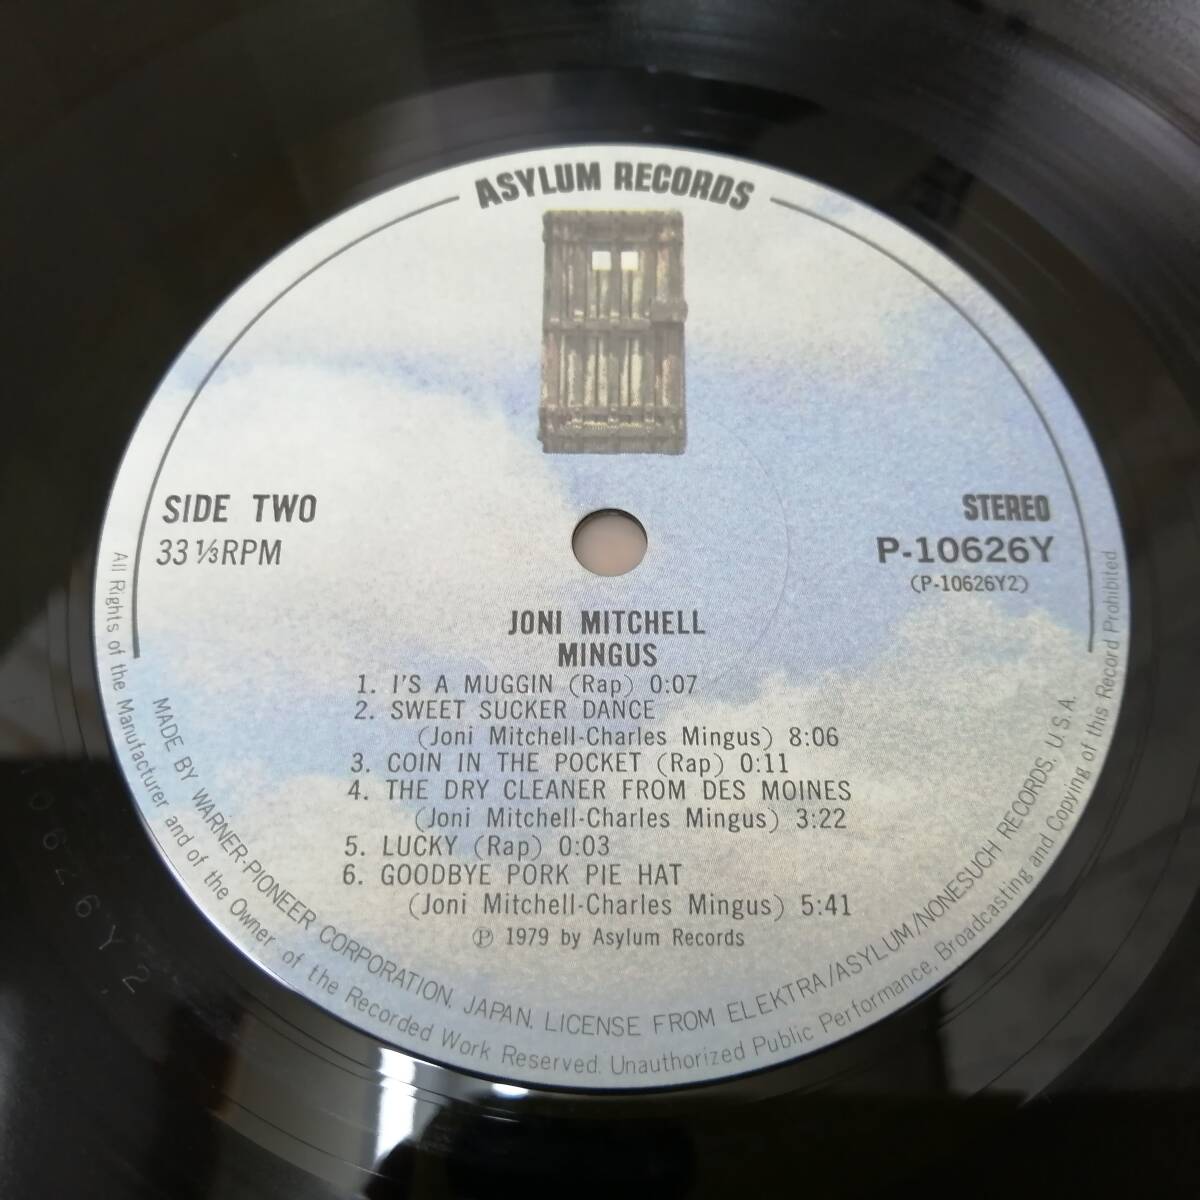 ASYLUM RECORDS
SIDE TWO
33 1/3 RPM
STEREO
P-10626Y
(P-10626Y2)
JONI MITCHELL
MINGUS
1. I'S A MUGGIN (Rap) 0:07
2. SWEET SUCKER DANCE
(Joni Mitchell-Charles Mingus) 8:06
3. COIN IN THE POCKET (Rap) 0:11
4. THE DRY CLEANER FROM DES MOINES
(Joni Mitchell-Charles Mingus) 3:22
5. LUCKY (Rap) 0:03
6. GOODBYE PORK PIE HAT
(Joni Mitchell-Charles Mingus) 5:41
℗ 1979 by Asylum Records
MADE BY WARNER-PIONEER CORPORATION, JAPAN, LICENSE FROM ELEKTRA/ASYLUM/NONESUCH RECORDS, U.S.A.
All Rights of the Manufacturer and of the Owner of the Recorded Work Reserved. Unauthorized Public Performance, Broadcasting and Copying of this Record Prohibited
0626Y2